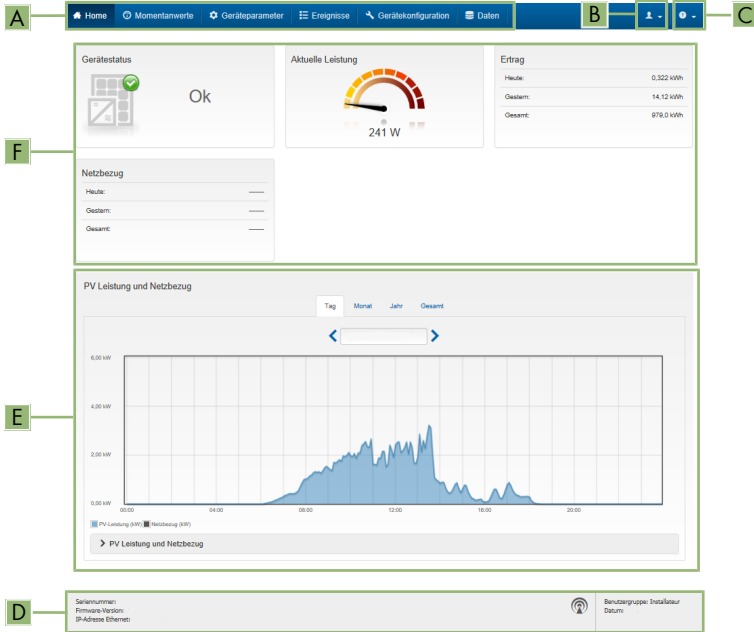 A
Home Momentanwerte Geräteparameter Ereignisse Gerätekonfiguration Daten
B
C
F
Gerätestatus
Ok
Aktuelle Leistung
241 W
Ertrag
Heute: 0,322 kWh
Gestern: 14,12 kWh
Gesamt: 979,0 kWh
Netzbezug
Heute: -----
Gestern: -----
Gesamt: -----
E
PV Leistung und Netzbezug
Tag Monat Jahr Gesamt
6,00 kW
4,00 kW
2,00 kW
0,00 kW
00:00 04:00 08:00 12:00 16:00 20:00
PV-Leistung (kW) Netzbezug (kW)
PV Leistung und Netzbezug
D
Seriennummer:
Firmware-Version:
IP-Adresse Ethernet:
Benutzergruppe: Installateur
Datum: